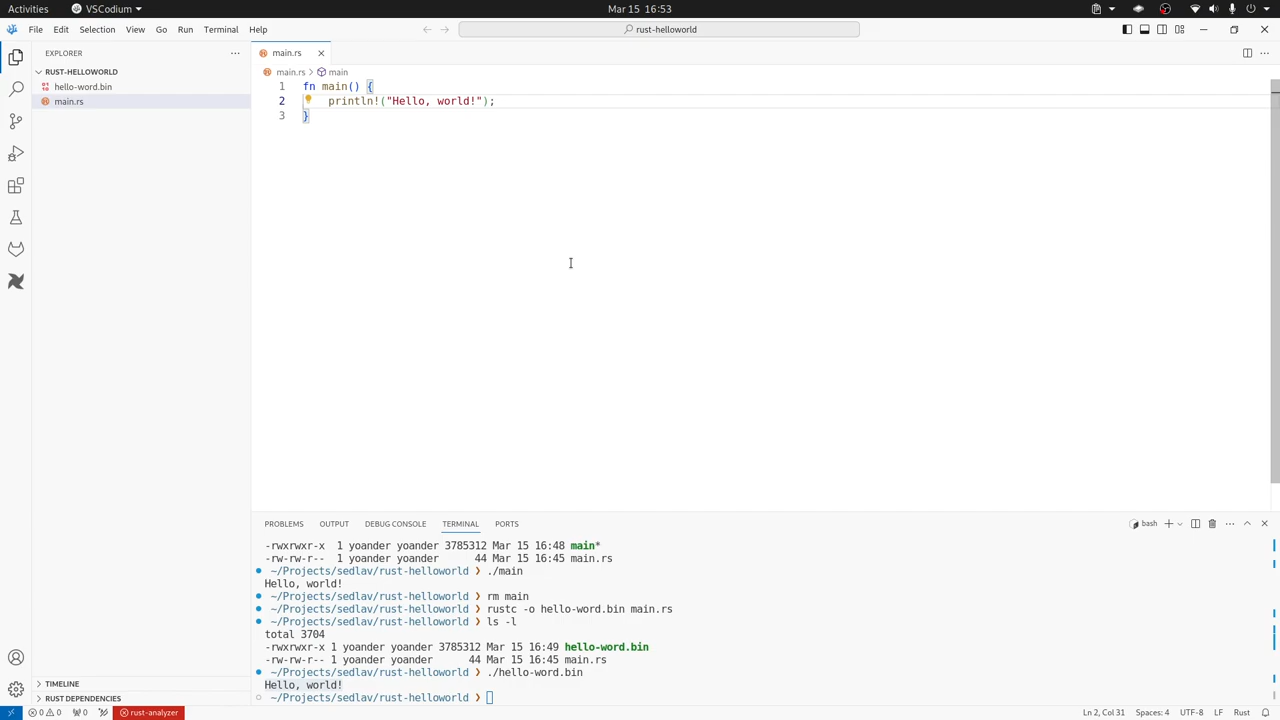 Activities VSCodium Mar 15 16:53
File Edit Selection View Go Run Terminal Help rust-helloworld
EXPLORER
RUST-HELLOWORLD
hello-word.bin
main.rs
TIMELINE
RUST DEPENDENCIES
main.rs
main.rs main
1 fn main() {
2 println!("Hello, world!");
3 }
PROBLEMS OUTPUT DEBUG CONSOLE TERMINAL PORTS bash
-rwxrwxr-x 1 yoander yoander 3785312 Mar 15 16:48 main*
-rw-rw-r-- 1 yoander yoander 44 Mar 15 16:45 main.rs
~/Projects/sedlav/rust-helloworld ❯ ./main
Hello, world!
~/Projects/sedlav/rust-helloworld ❯ rm main
~/Projects/sedlav/rust-helloworld ❯ rustc -o hello-word.bin main.rs
~/Projects/sedlav/rust-helloworld ❯ ls -l
total 3704
-rwxrwxr-x 1 yoander yoander 3785312 Mar 15 16:49 hello-word.bin
-rw-rw-r-- 1 yoander yoander 44 Mar 15 16:45 main.rs
~/Projects/sedlav/rust-helloworld ❯ ./hello-word.bin
Hello, world!
~/Projects/sedlav/rust-helloworld ❯
0 0 0 rust-analyzer Ln 2, Col 31 Spaces: 4 UTF-8 LF Rust